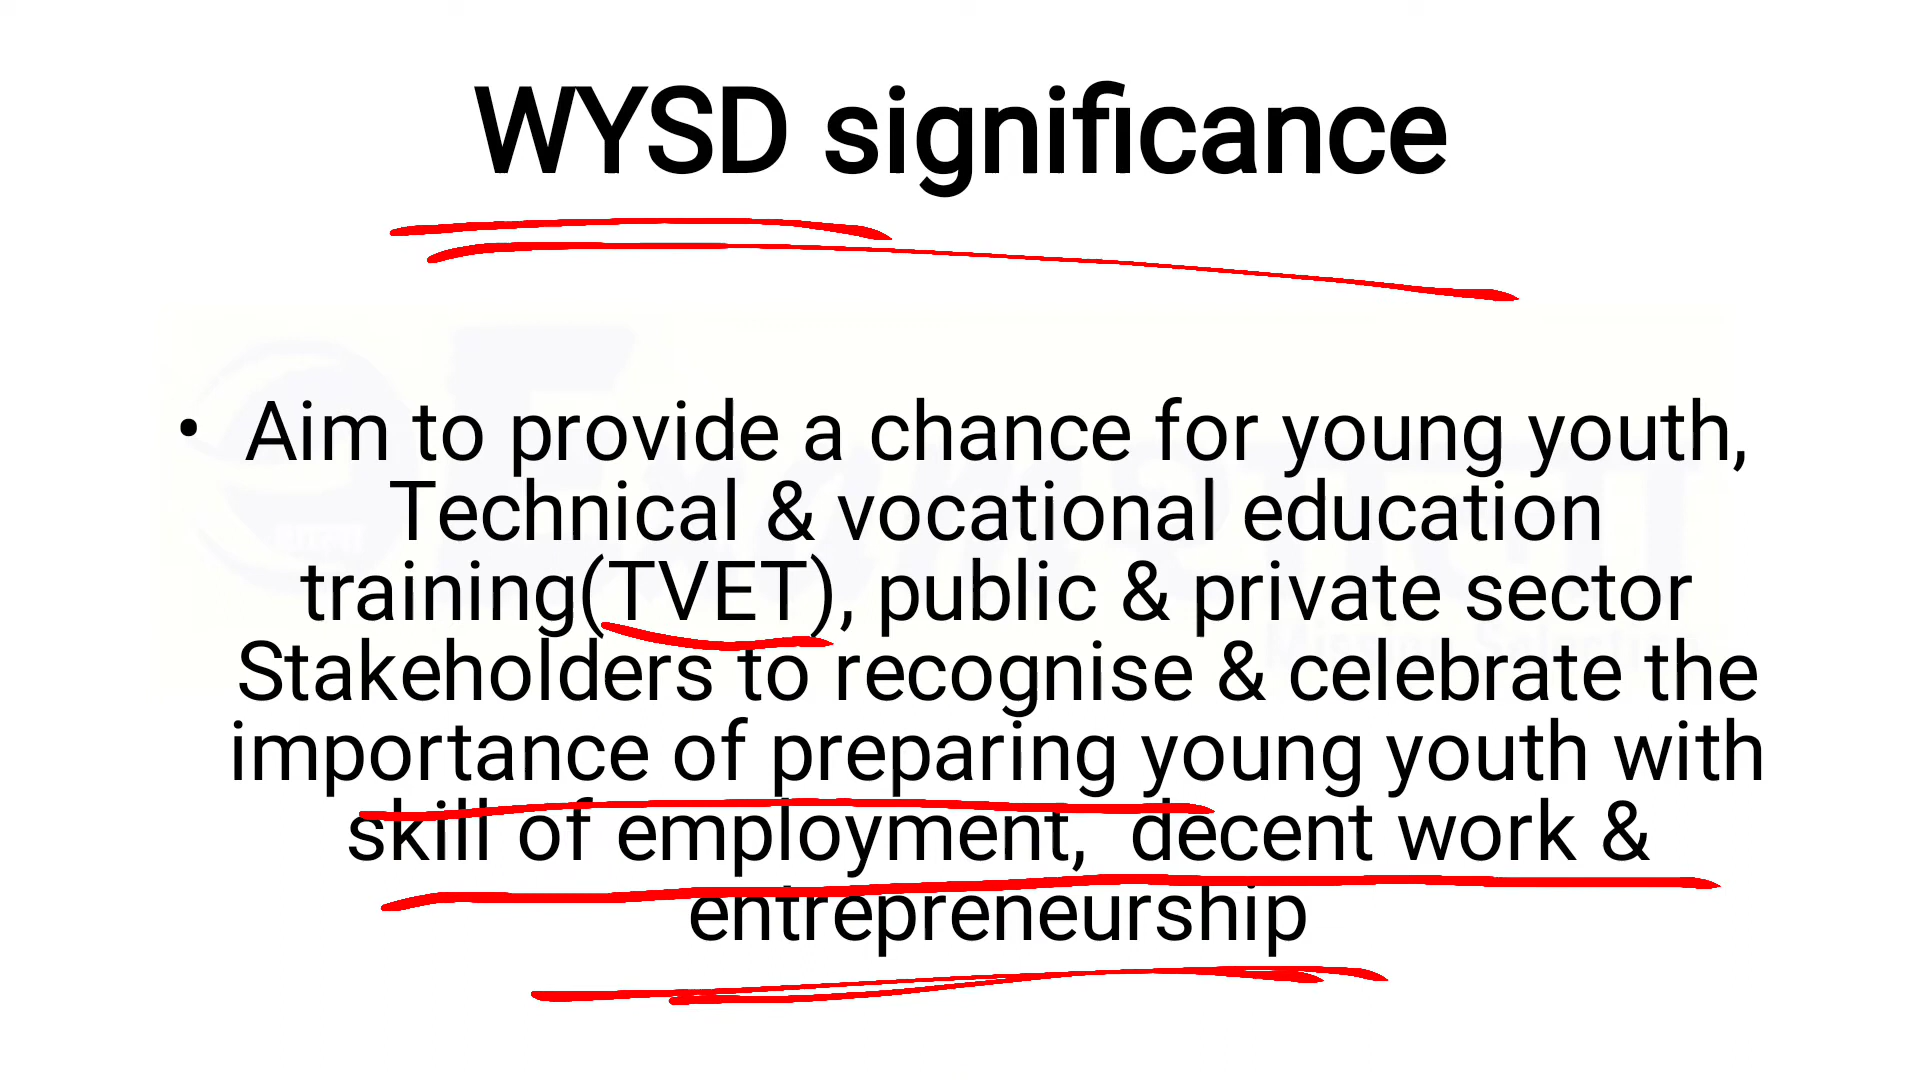 WYSD significance
• Aim to provide a chance for young youth,
Technical & vocational education
training(TVET), public & private sector
Stakeholders to recognise & celebrate the
importance of preparing young youth with
skill of employment,  decent work &
entrepreneurship